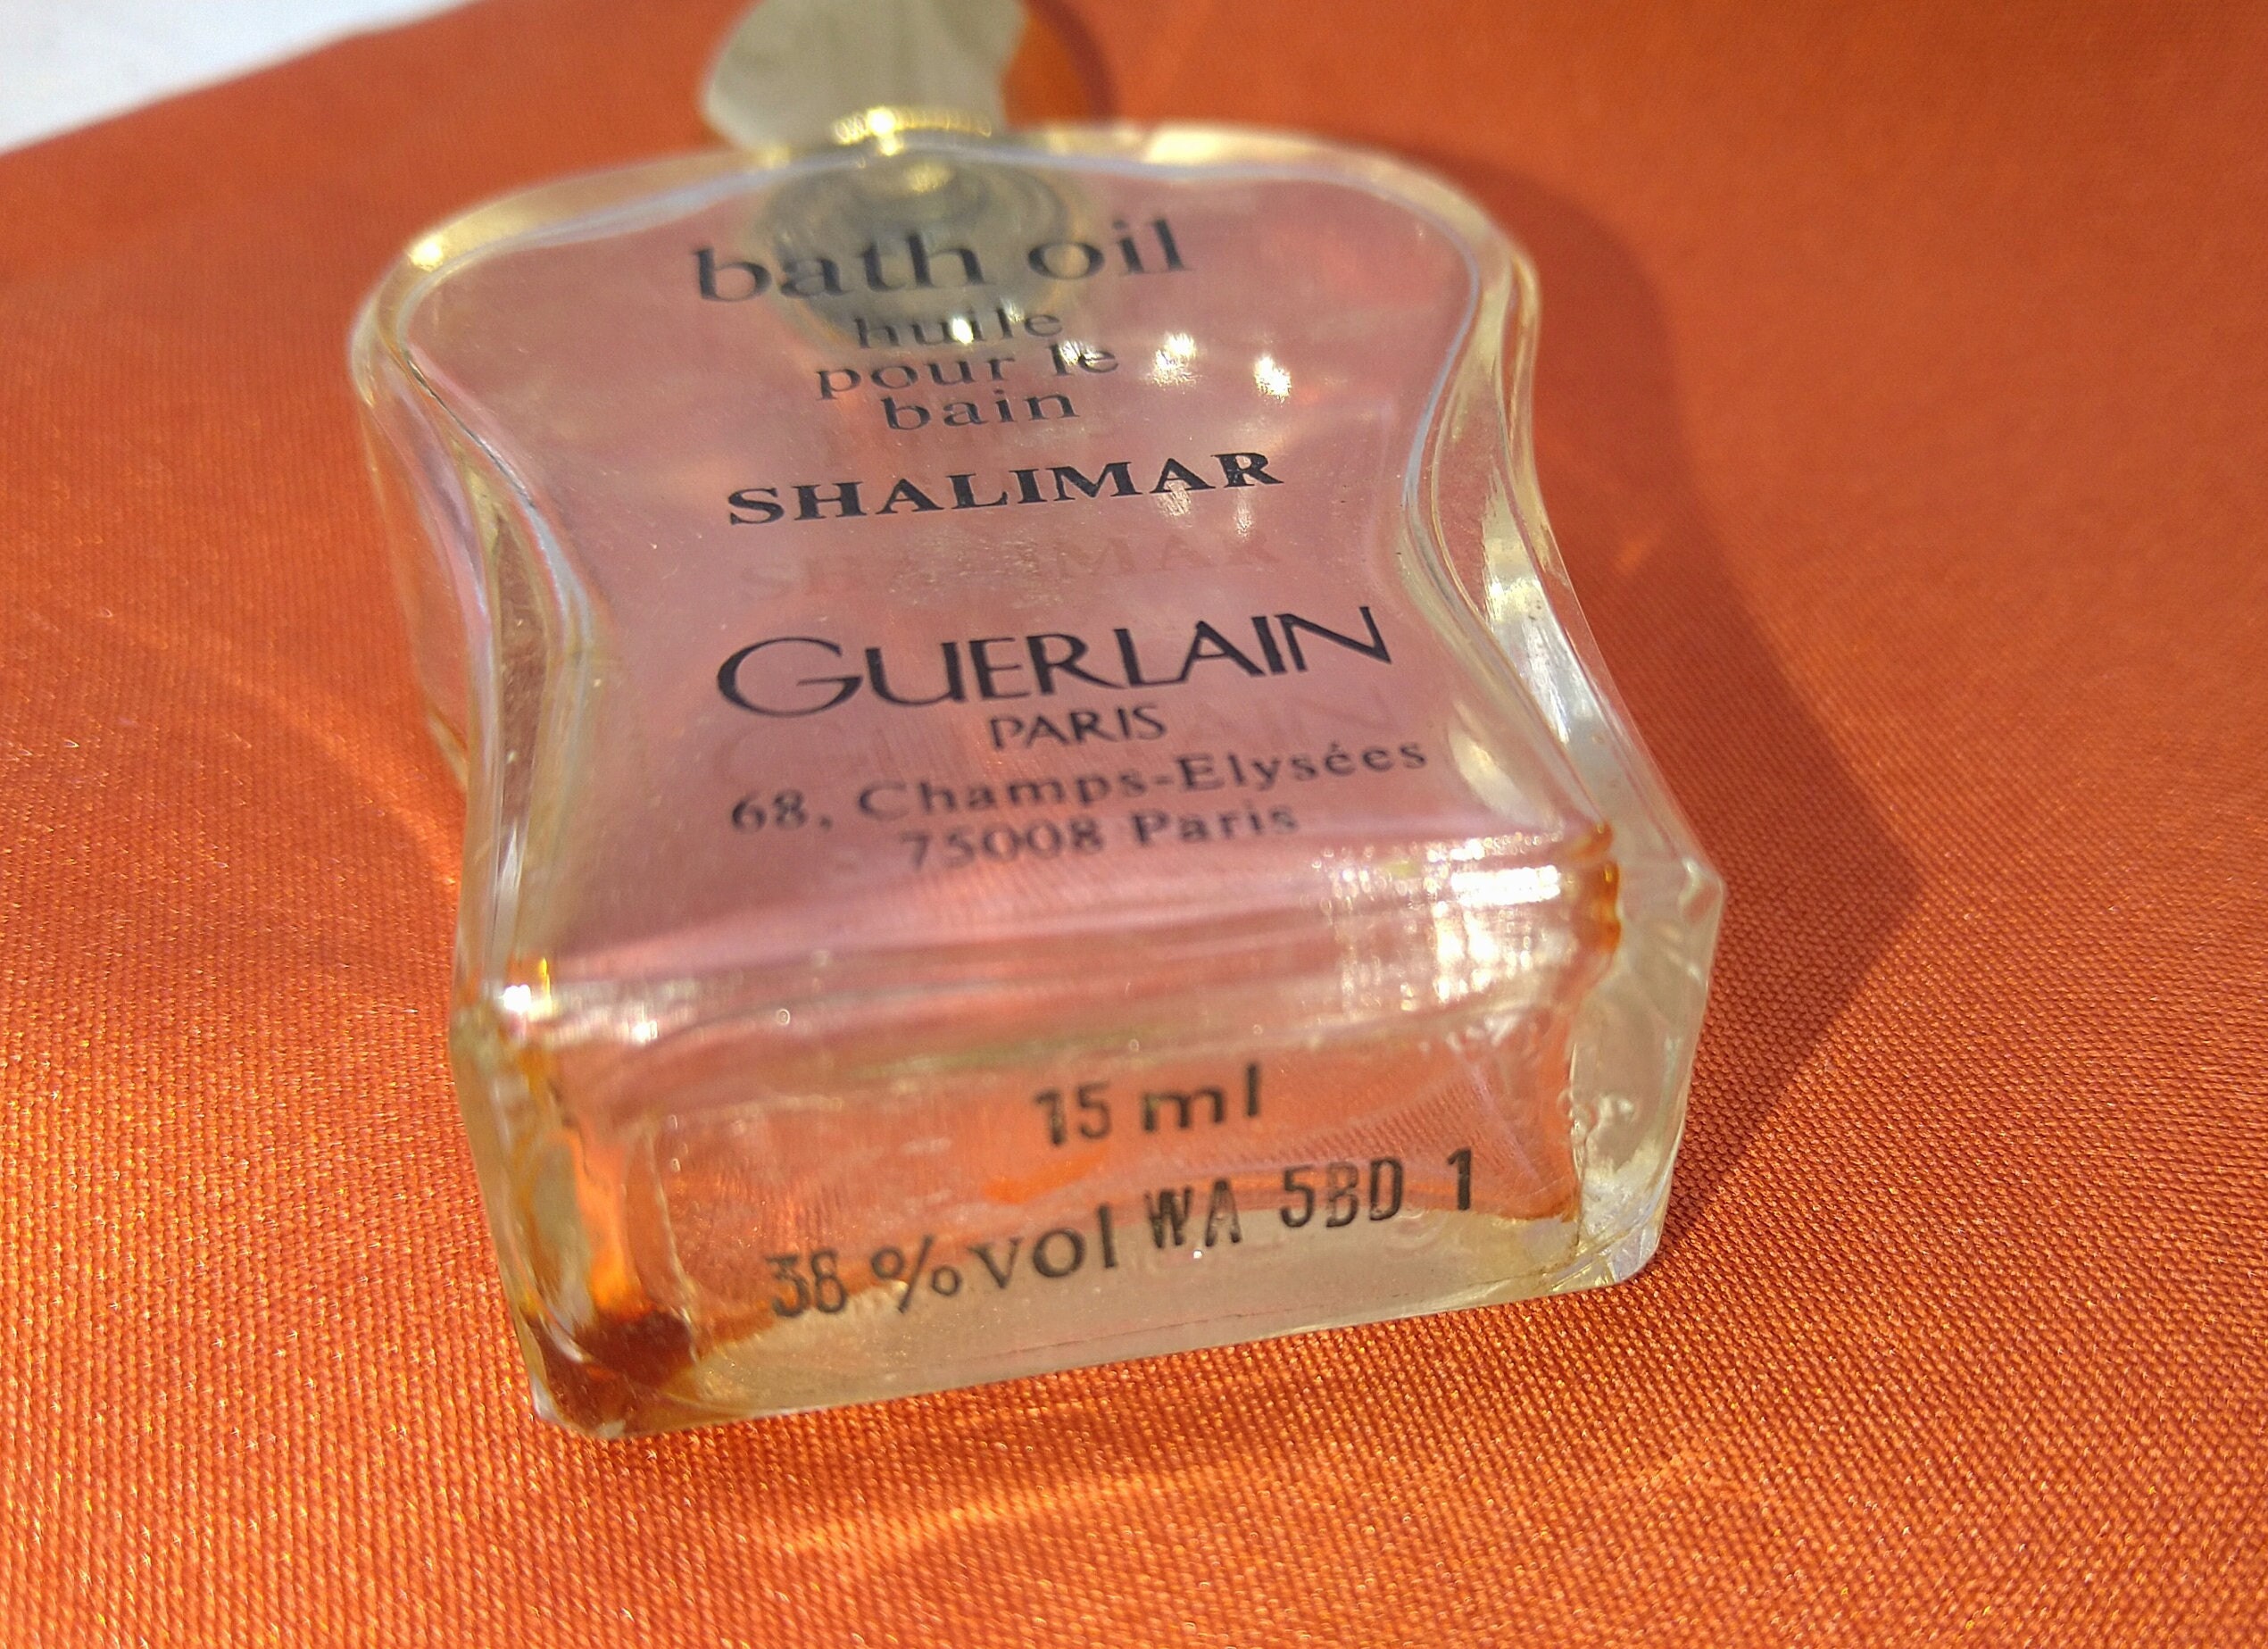 bath oil
huile
pour le
bain
SHALIMAR
GUERLAIN
PARIS
68, Champs-Elysées
75008 Paris
15 ml
38 %vol WA 5BD 1